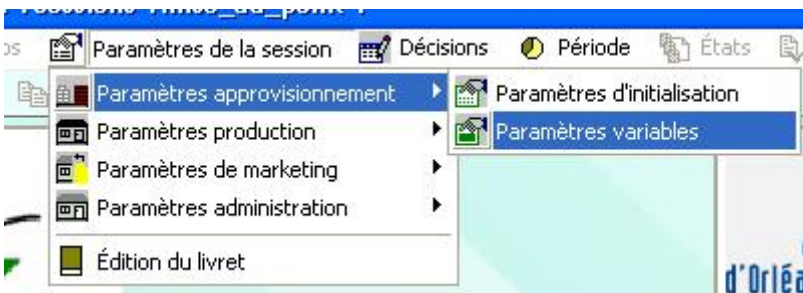 Paramètres de la session Décisions Période États
Paramètres approvisionnement
Paramètres d'initialisation
Paramètres production
Paramètres variables
Paramètres de marketing
Paramètres administration
Édition du livret